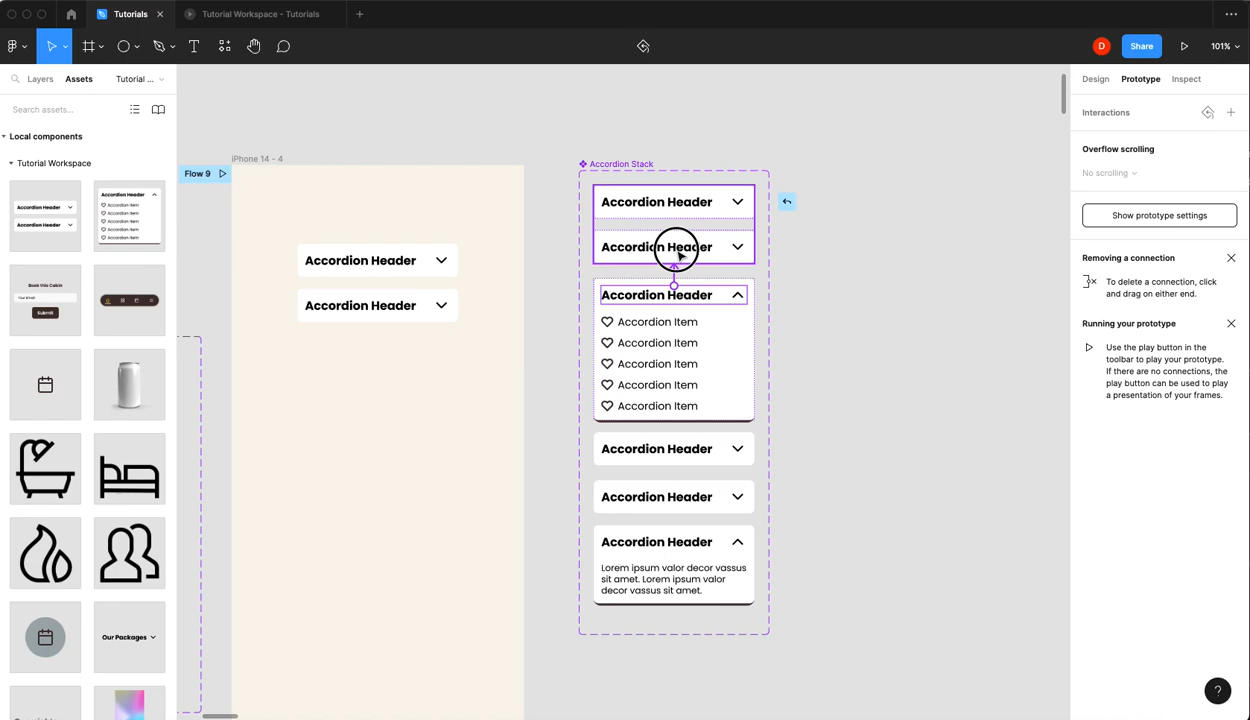 Tutorials
Tutorial Workspace - Tutorials
D
Share
101%
Layers
Assets
Tutorial ...
Search assets...
Local components
Tutorial Workspace
Accordion Header
Accordion Header
Accordion Header
Accordion Item
Accordion Item
Accordion Item
Accordion Item
Accordion Item
Book this Cabin
Your Email
Submit
Our Packages
iPhone 14 - 4
Flow 9
Accordion Header
Accordion Header
Accordion Stack
Accordion Header
Accordion Header
Accordion Header
Accordion Item
Accordion Item
Accordion Item
Accordion Item
Accordion Item
Accordion Header
Accordion Header
Accordion Header
Lorem ipsum valor decor vassus
sit amet. Lorem ipsum valor
decor vassus sit amet.
Design
Prototype
Inspect
Interactions
Overflow scrolling
No scrolling
Show prototype settings
Removing a connection
To delete a connection, click
and drag on either end.
Running your prototype
Use the play button in the
toolbar to play your prototype.
If there are no connections, the
play button can be used to play
a presentation of your frames.
?